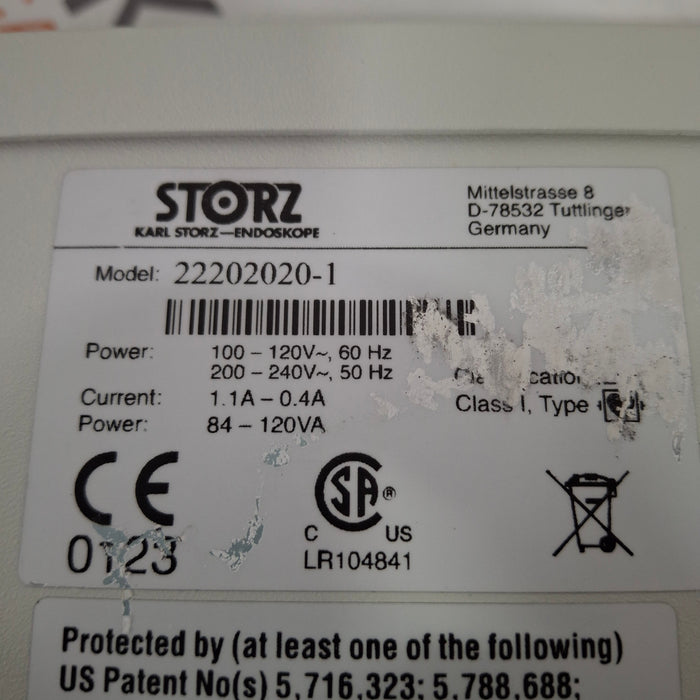 STORZ
KARL STORZ—ENDOSKOPE
Mittelstrasse 8
D-78532 Tuttlingen
Germany
Model: 22202020-1
Power: 100 – 120V~, 60 Hz
200 – 240V~, 50 Hz
Current: 1.1A – 0.4A
Power: 84 – 120VA
Class I, Type
CE
0123
SA ®
C US
LR104841
Protected by (at least one of the following)
US Patent No(s) 5,716,323; 5,788,688;